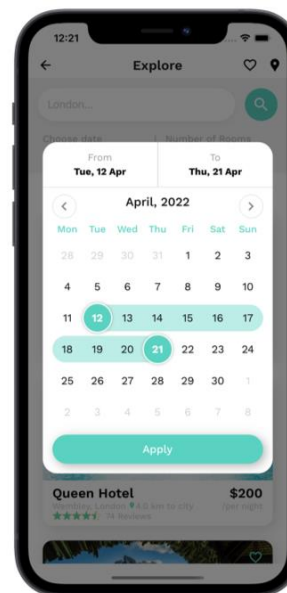 12:21
Explore
London...
Choose date Number of Rooms
From To
Tue, 12 Apr Thu, 21 Apr
April, 2022
Mon Tue Wed Thu Fri Sat Sun
28 29 30 31 1 2 3
4 5 6 7 8 9 10
11 12 13 14 15 16 17
18 19 20 21 22 23 24
25 26 27 28 29 30 1
2 3 4 5 6 7 8
Apply
Queen Hotel $200
Wembley, London km to city /per night
74 Reviews